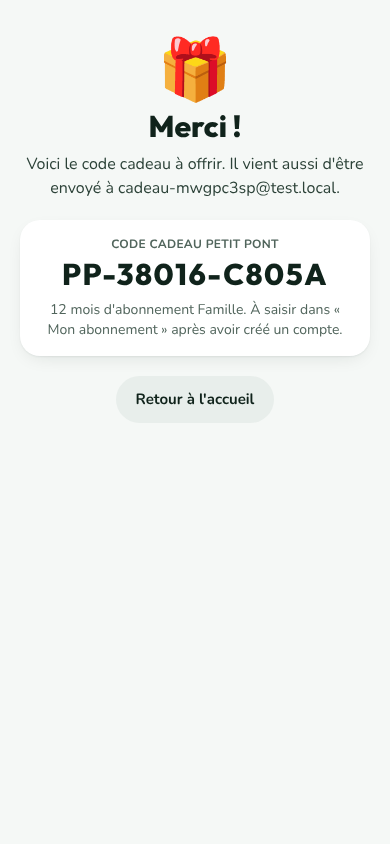 Merci !
Voici le code cadeau à offrir. Il vient aussi d'être
envoyé à cadeau-mwgpc3sp@test.local.
CODE CADEAU PETIT PONT
PP-38016-C805A
12 mois d'abonnement Famille. À saisir dans «
Mon abonnement » après avoir créé un compte.
Retour à l'accueil